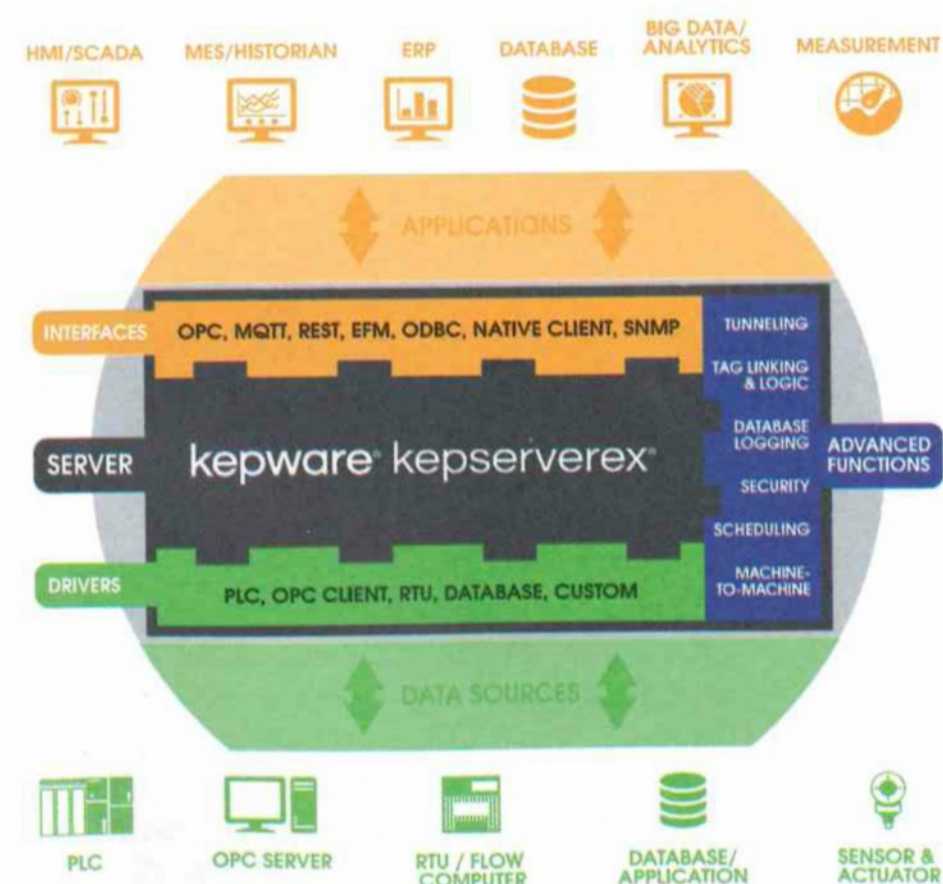 HMI/SCADA
MES/HISTORIAN
ERP
DATABASE
BIG DATA/
ANALYTICS
MEASUREMENT
APPLICATIONS
INTERFACES
OPC, MQTT, REST, EFM, ODBC, NATIVE CLIENT, SNMP
SERVER
kepware® kepserverex®
DRIVERS
PLC, OPC CLIENT, RTU, DATABASE, CUSTOM
TUNNELING
TAG LINKING
& LOGIC
DATABASE
LOGGING
SECURITY
SCHEDULING
MACHINE-
TO-MACHINE
ADVANCED
FUNCTIONS
DATA SOURCES
PLC
OPC SERVER
RTU / FLOW
COMPUTER
DATABASE/
APPLICATION
SENSOR &
ACTUATOR